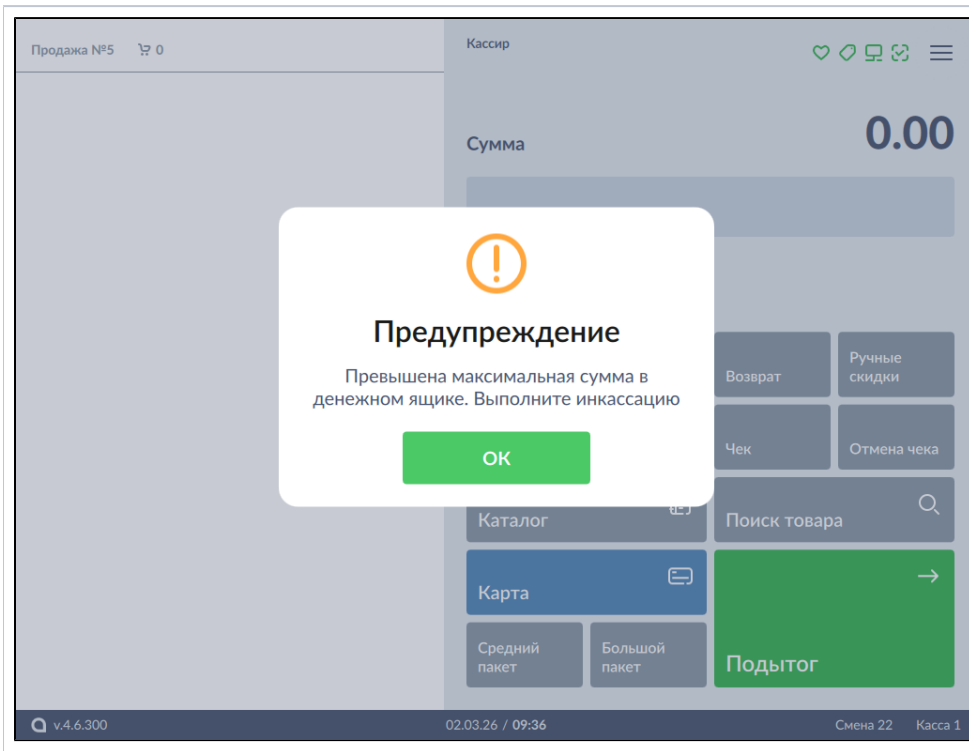 Продажа №5 0
Кассир
Сумма
0.00
Предупреждение
Превышена максимальная сумма в
денежном ящике. Выполните инкассацию
ОК
Возврат
Ручные
скидки
Чек
Отмена чека
Каталог
Поиск товара
Карта
Средний
пакет
Большой
пакет
Подытог
v.4.6.300
02.03.26 / 09:36
Смена 22 Касса 1